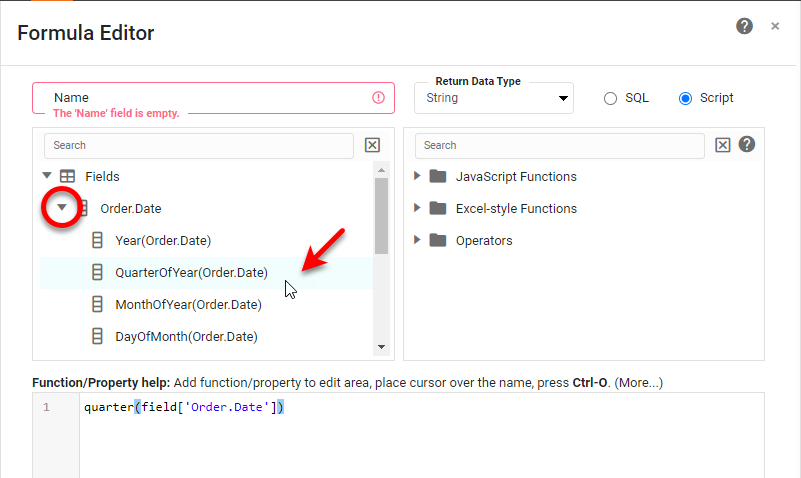 Formula Editor
Name
The 'Name' field is empty.
Return Data Type
String
SQL
Script
Search
Fields
Order.Date
Year(Order.Date)
QuarterOfYear(Order.Date)
MonthOfYear(Order.Date)
DayOfMonth(Order.Date)
Search
JavaScript Functions
Excel-style Functions
Operators
Function/Property help: Add function/property to edit area, place cursor over the name, press Ctrl-O. (More...)
1 quarter(field['Order.Date'])